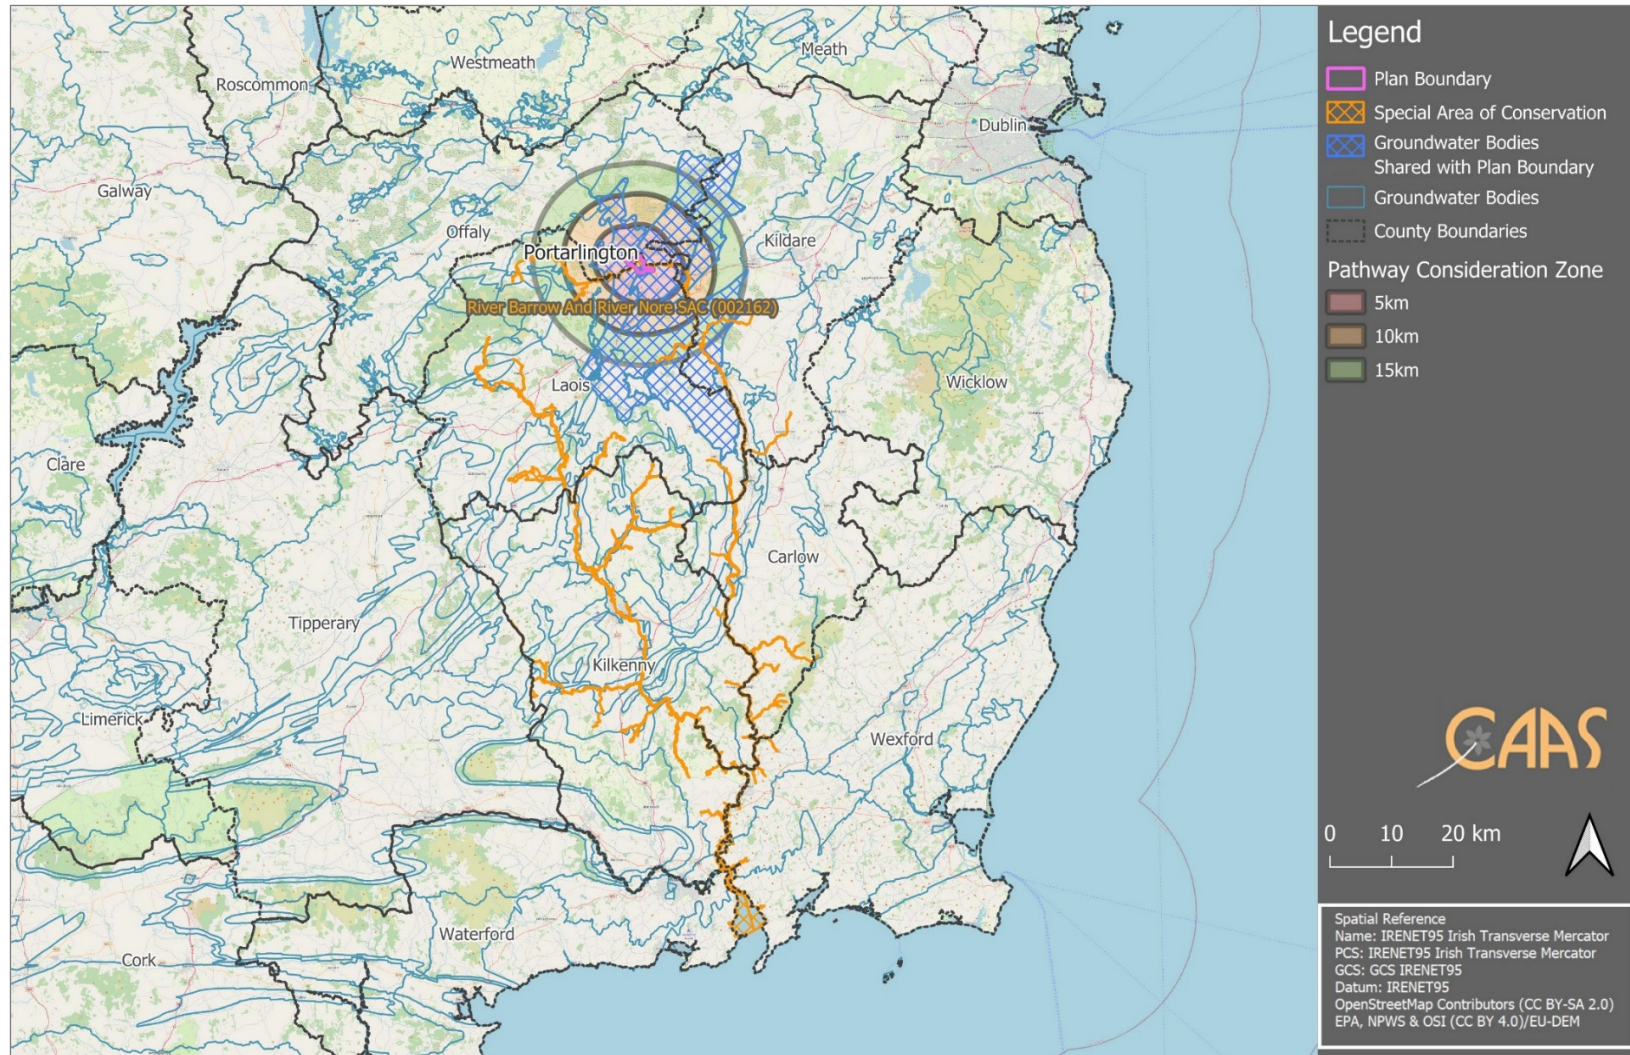 Meath
Westmeath
Roscommon
Dublin
Galway
Offaly
Kildare
Portarlington
River Barrow And River Nore SAC (002162)
Laois
Wicklow
Clare
Carlow
Tipperary
Kilkenny
Limerick
Wexford
Waterford
Cork
Legend
Plan Boundary
Special Area of Conservation
Groundwater Bodies
Shared with Plan Boundary
Groundwater Bodies
County Boundaries
Pathway Consideration Zone
5km
10km
15km
CAAS
0 10 20 km
Spatial Reference
Name: IRENET95 Irish Transverse Mercator
PCS: IRENET95 Irish Transverse Mercator
GCS: GCS IRENET95
Datum: IRENET95
OpenStreetMap Contributors (CC BY-SA 2.0)
EPA, NPWS & OSI (CC BY 4.0)/EU-DEM